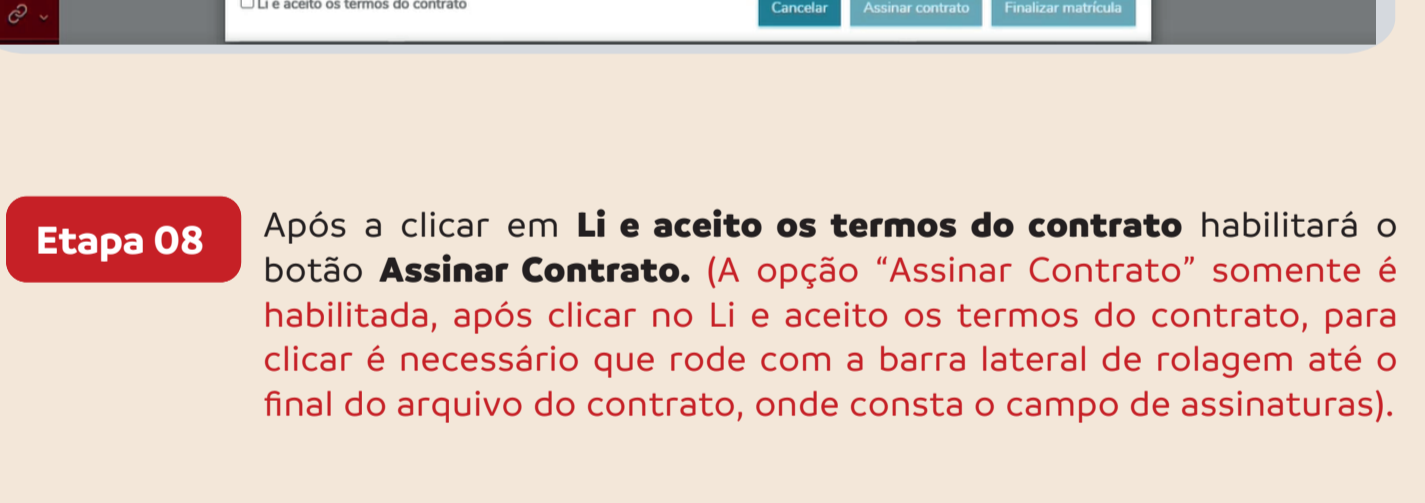 Li e aceito os termos do contrato
Cancelar
Assinar contrato
Finalizar matrícula
Etapa 08
Após a clicar em Li e aceito os termos do contrato habilitará o
botão Assinar Contrato. (A opção “Assinar Contrato” somente é
habilitada, após clicar no Li e aceito os termos do contrato, para
clicar é necessário que rode com a barra lateral de rolagem até o
final do arquivo do contrato, onde consta o campo de assinaturas).